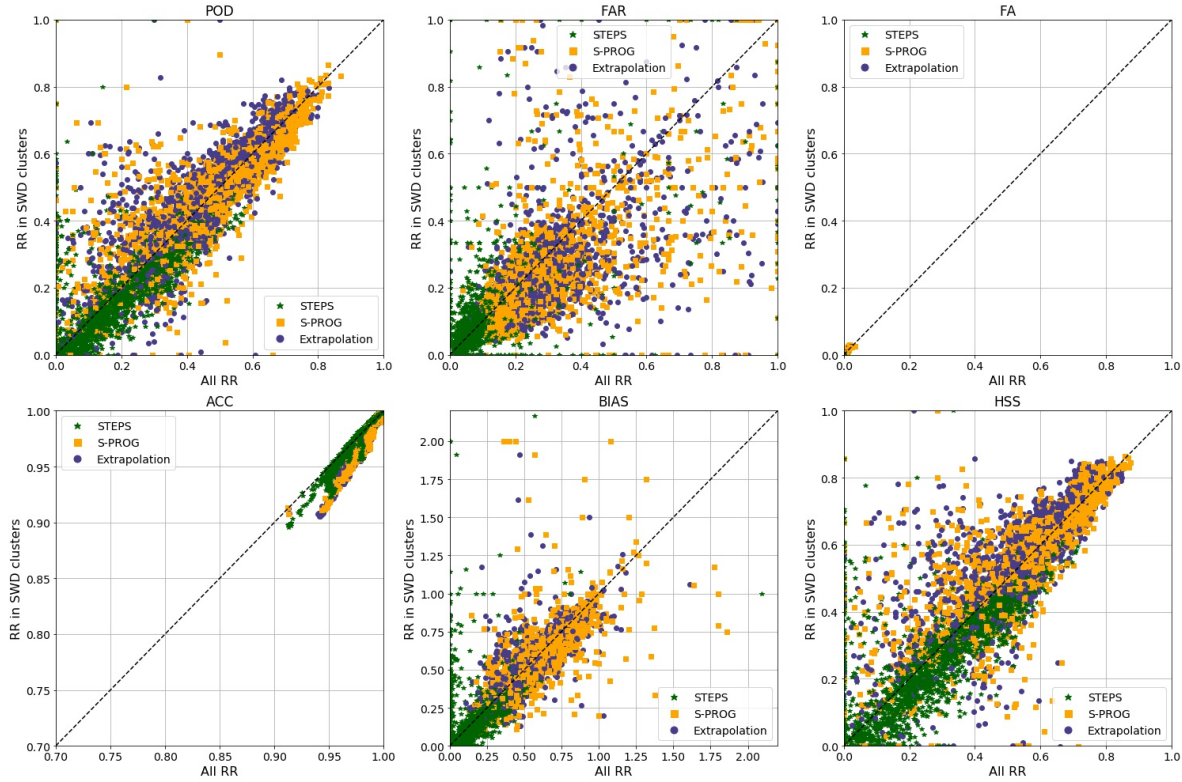 POD
1.0
0.8
0.6
0.4
0.2
0.0
RR in SWD clusters
STEPS
S-PROG
Extrapolation
0.0 0.2 0.4 0.6 0.8 1.0
All RR
FAR
1.0
0.8
0.6
0.4
0.2
0.0
RR in SWD clusters
STEPS
S-PROG
Extrapolation
0.0 0.2 0.4 0.6 0.8 1.0
All RR
FA
1.0
0.8
0.6
0.4
0.2
0.0
RR in SWD clusters
STEPS
S-PROG
Extrapolation
0.0 0.2 0.4 0.6 0.8 1.0
All RR
ACC
1.00
0.95
0.90
0.85
0.80
0.75
0.70
RR in SWD clusters
STEPS
S-PROG
Extrapolation
0.70 0.75 0.80 0.85 0.90 0.95 1.00
All RR
BIAS
2.00
1.75
1.50
1.25
1.00
0.75
0.50
0.25
0.00
RR in SWD clusters
STEPS
S-PROG
Extrapolation
0.00 0.25 0.50 0.75 1.00 1.25 1.50 1.75 2.00
All RR
HSS
1.0
0.8
0.6
0.4
0.2
0.0
RR in SWD clusters
STEPS
S-PROG
Extrapolation
0.0 0.2 0.4 0.6 0.8 1.0
All RR